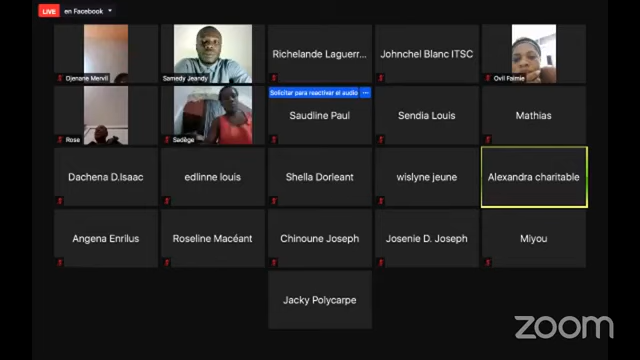 LIVE en Facebook
Djenane Mervil
Samedy Jeandy
Richelande Laguerr...
Johnchel Blanc ITSC
Ovil Faimie
Rose
Sadège
Solicitar para reactivar el audio ...
Saudline Paul
Sendia Louis
Mathias
Dachena D.Isaac
edlinne louis
Shella Dorleant
wislyne jeune
Alexandra charitable
Angena Enrilus
Roseline Macéant
Chinoune Joseph
Josenie D. Joseph
Miyou
Jacky Polycarpe
zoom